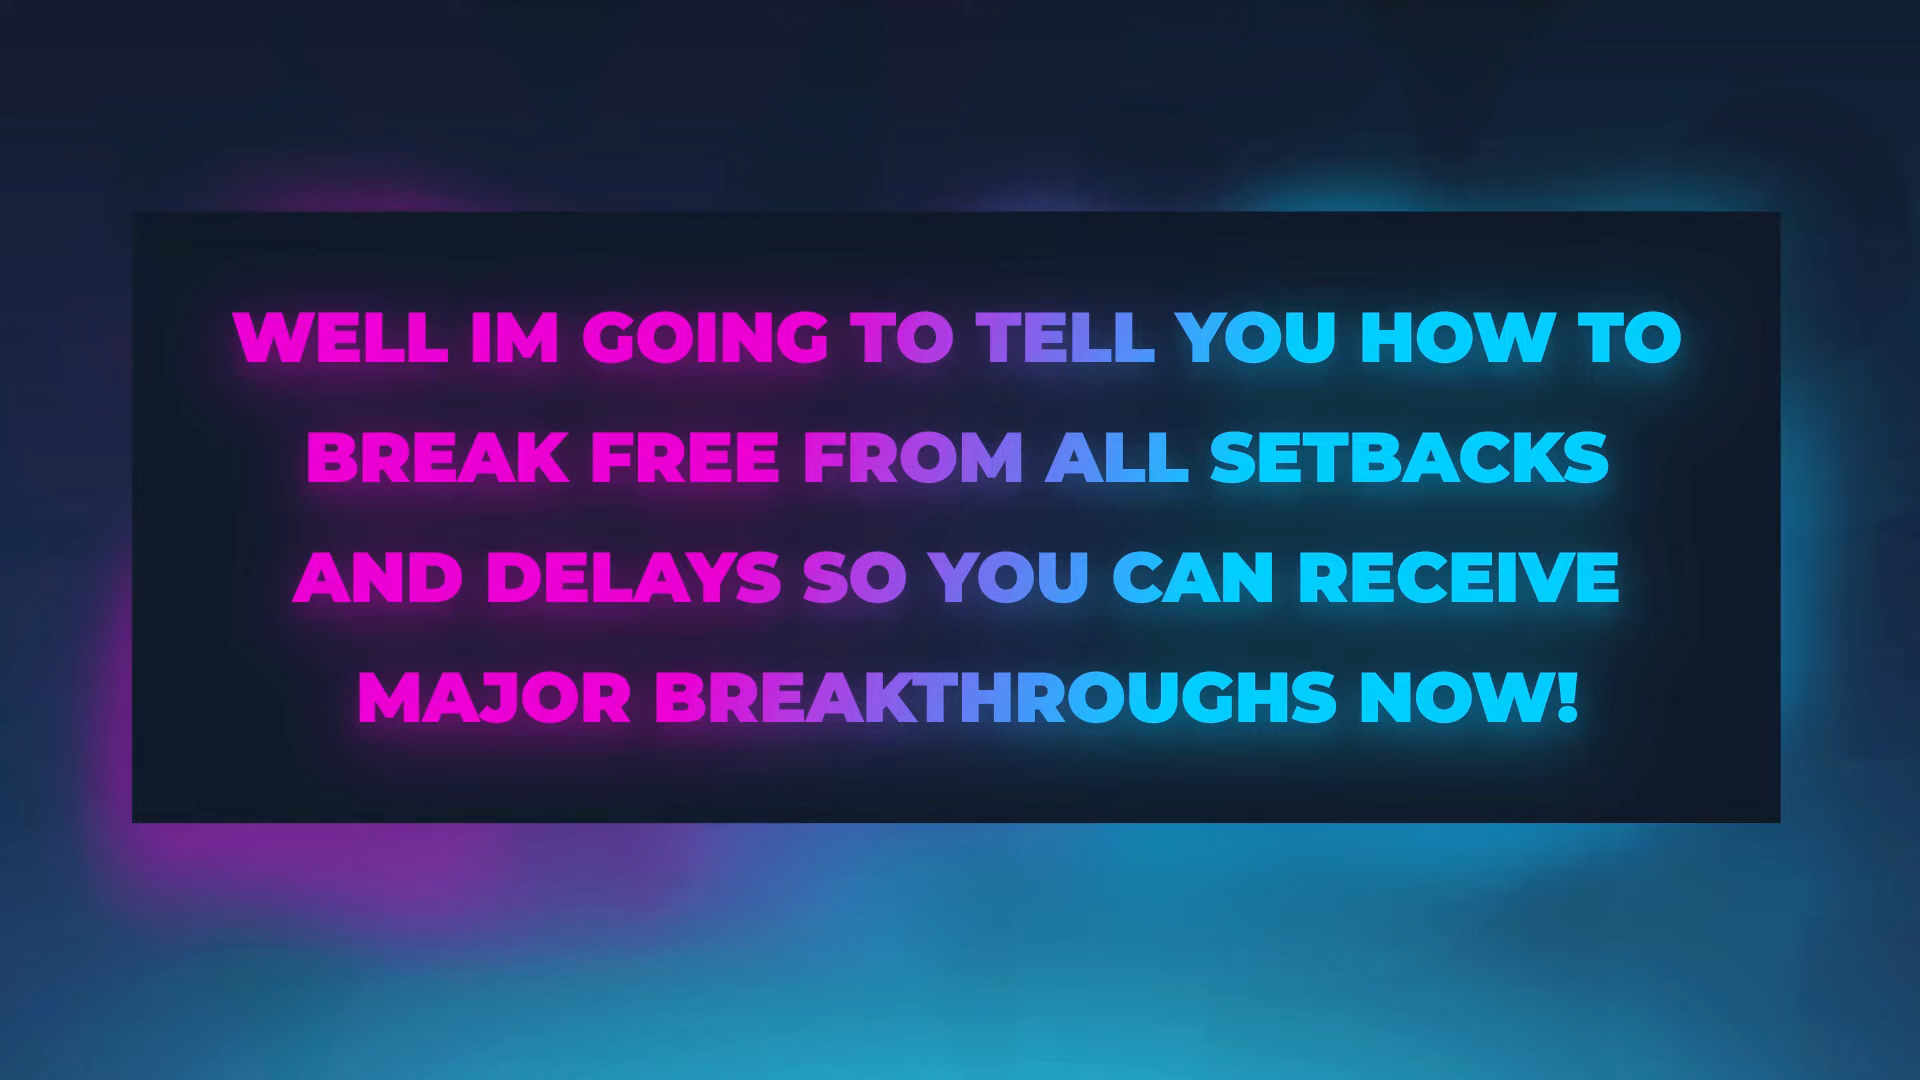 WELL IM GOING TO TELL YOU HOW TO
BREAK FREE FROM ALL SETBACKS
AND DELAYS SO YOU CAN RECEIVE
MAJOR BREAKTHROUGHS NOW!